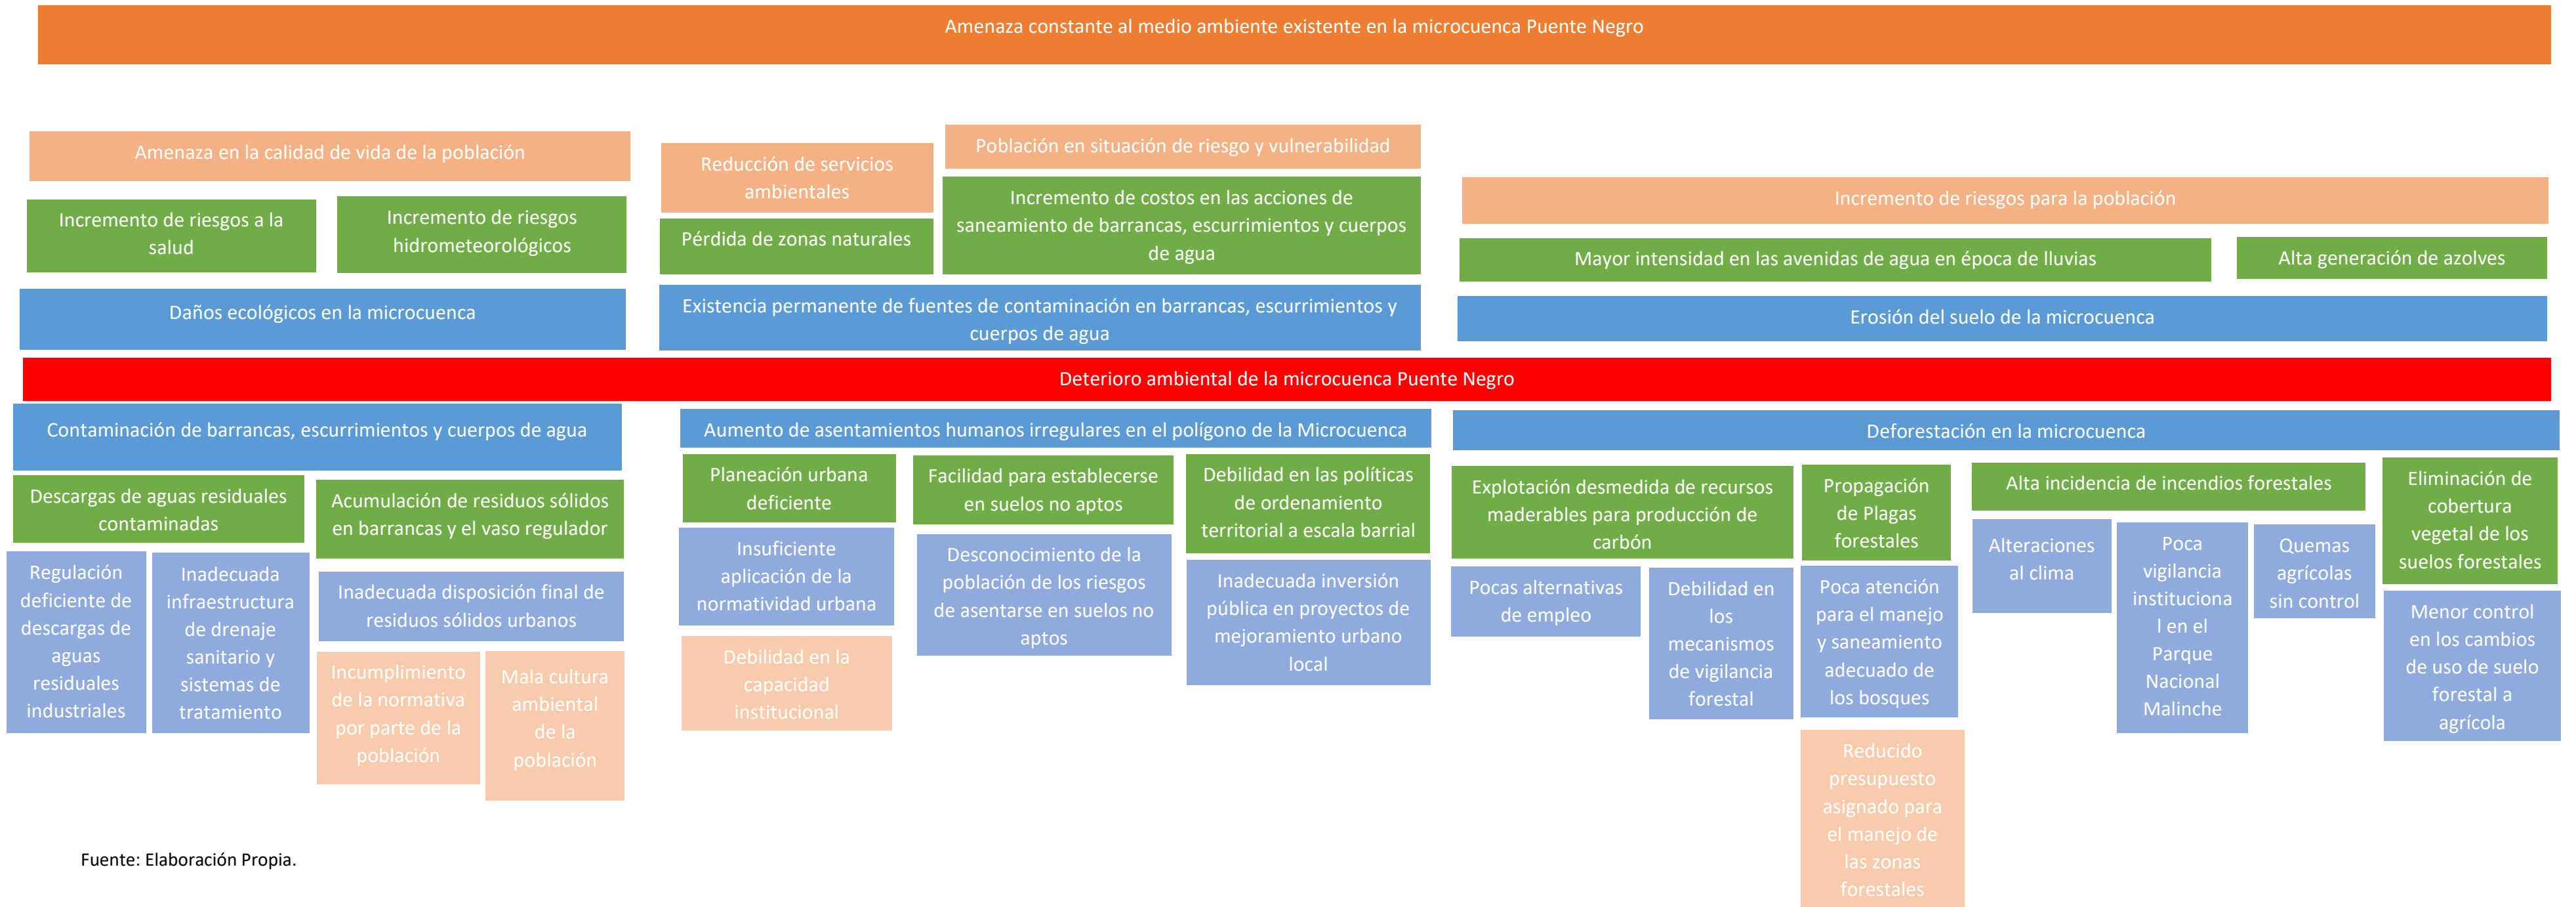 Amenaza constante al medio ambiente existente en la microcuenca Puente Negro
Amenaza en la calidad de vida de la población
Incremento de riesgos a la
salud
Incremento de riesgos
hidrometeorológicos
Daños ecológicos en la microcuenca
Reducción de servicios
ambientales
Pérdida de zonas naturales
Población en situación de riesgo y vulnerabilidad
Incremento de costos en las acciones de
saneamiento de barrancas, escurrimientos y cuerpos
de agua
Existencia permanente de fuentes de contaminación en barrancas, escurrimientos y
cuerpos de agua
Incremento de riesgos para la población
Mayor intensidad en las avenidas de agua en época de lluvias
Alta generación de azolves
Erosión del suelo de la microcuenca
Deterioro ambiental de la microcuenca Puente Negro
Contaminación de barrancas, escurrimientos y cuerpos de agua
Descargas de aguas residuales
contaminadas
Acumulación de residuos sólidos
en barrancas y el vaso regulador
Regulación
deficiente de
descargas de
aguas
residuales
industriales
Inadecuada
infraestructura
de drenaje
sanitario y
sistemas de
tratamiento
Inadecuada disposición final de
residuos sólidos urbanos
Incumplimiento
de la normativa
por parte de la
población
Mala cultura
ambiental
de la
población
Aumento de asentamientos humanos irregulares en el polígono de la Microcuenca
Planeación urbana
deficiente
Facilidad para establecerse
en suelos no aptos
Debilidad en las políticas
de ordenamiento
territorial a escala barrial
Insuficiente
aplicación de la
normatividad urbana
Desconocimiento de la
población de los riesgos
de asentarse en suelos no
aptos
Inadecuada inversión
pública en proyectos de
mejoramiento urbano
local
Debilidad en la
capacidad
institucional
Deforestación en la microcuenca
Explotación desmedida de recursos
maderables para producción de
carbón
Propagación
de Plagas
forestales
Alta incidencia de incendios forestales
Eliminación de
cobertura
vegetal de los
suelos forestales
Pocas alternativas
de empleo
Debilidad en
los
mecanismos
de vigilancia
forestal
Poca atención
para el manejo
y saneamiento
adecuado de
los bosques
Alteraciones
al clima
Poca
vigilancia
instituciona
l en el
Parque
Nacional
Malinche
Quemas
agrícolas
sin control
Menor control
en los cambios
de uso de suelo
forestal a
agrícola
Reducido
presupuesto
asignado para
el manejo de
las zonas
forestales
Fuente: Elaboración Propia.